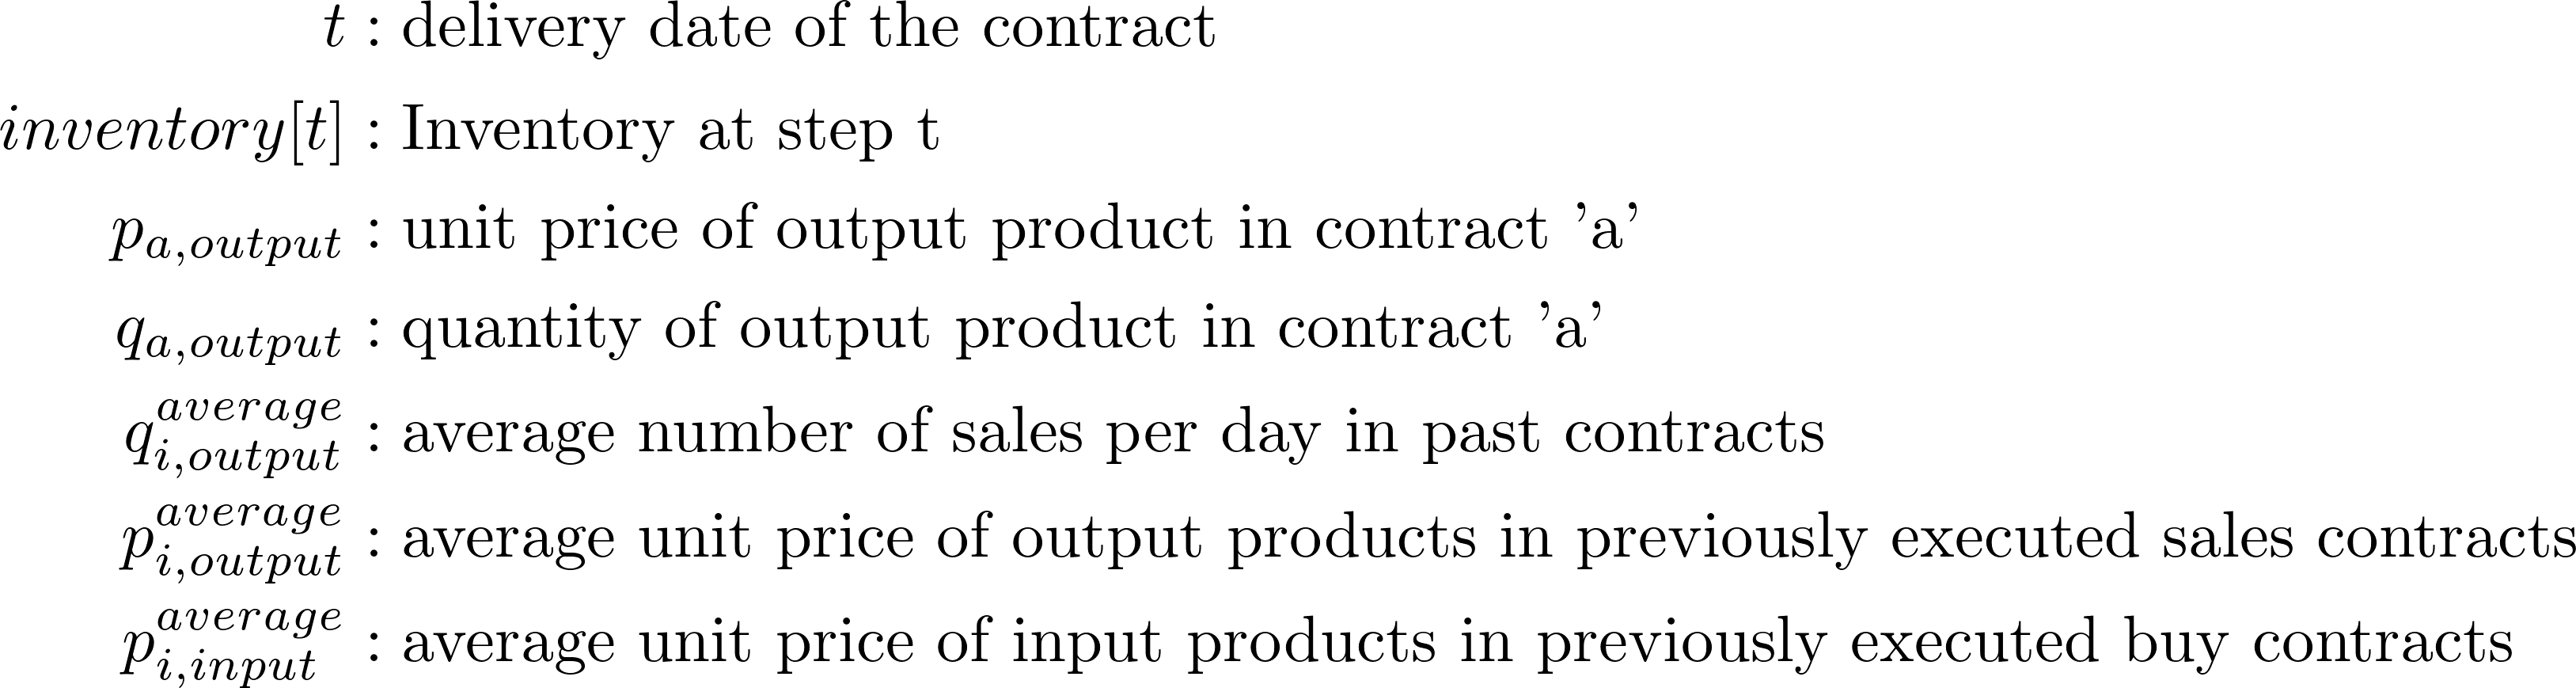 t : delivery date of the contract
inventory[t] : Inventory at step t
p_{a,output} : unit price of output product in contract 'a'
q_{a,output} : quantity of output product in contract 'a'
q_{i,output}^{average} : average number of sales per day in past contracts
p_{i,output}^{average} : average unit price of output products in previously executed sales contracts
p_{i,input}^{average} : average unit price of input products in previously executed buy contracts